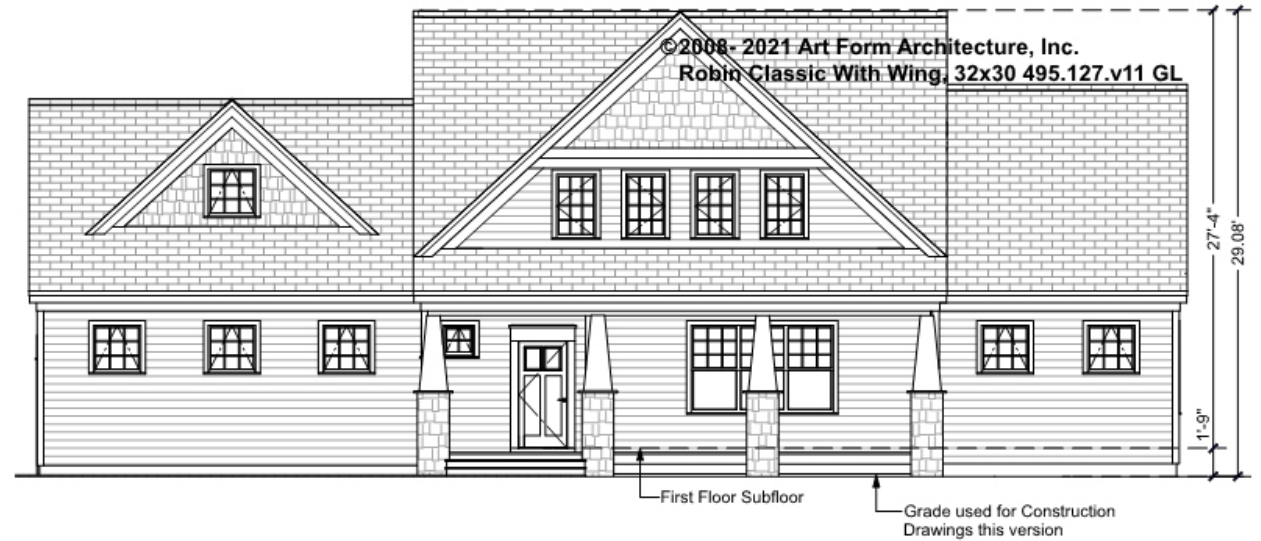 ©2008- 2021 Art Form Architecture, Inc.
Robin Classic With Wing, 32x30 495.127.v11 GL
27'-4"
29.08'
1'-9"
First Floor Subfloor
Grade used for Construction
Drawings this version